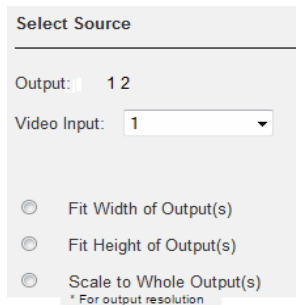 Select Source
Output: 1 2
Video Input: 1
Fit Width of Output(s)
Fit Height of Output(s)
Scale to Whole Output(s)
* For output resolution